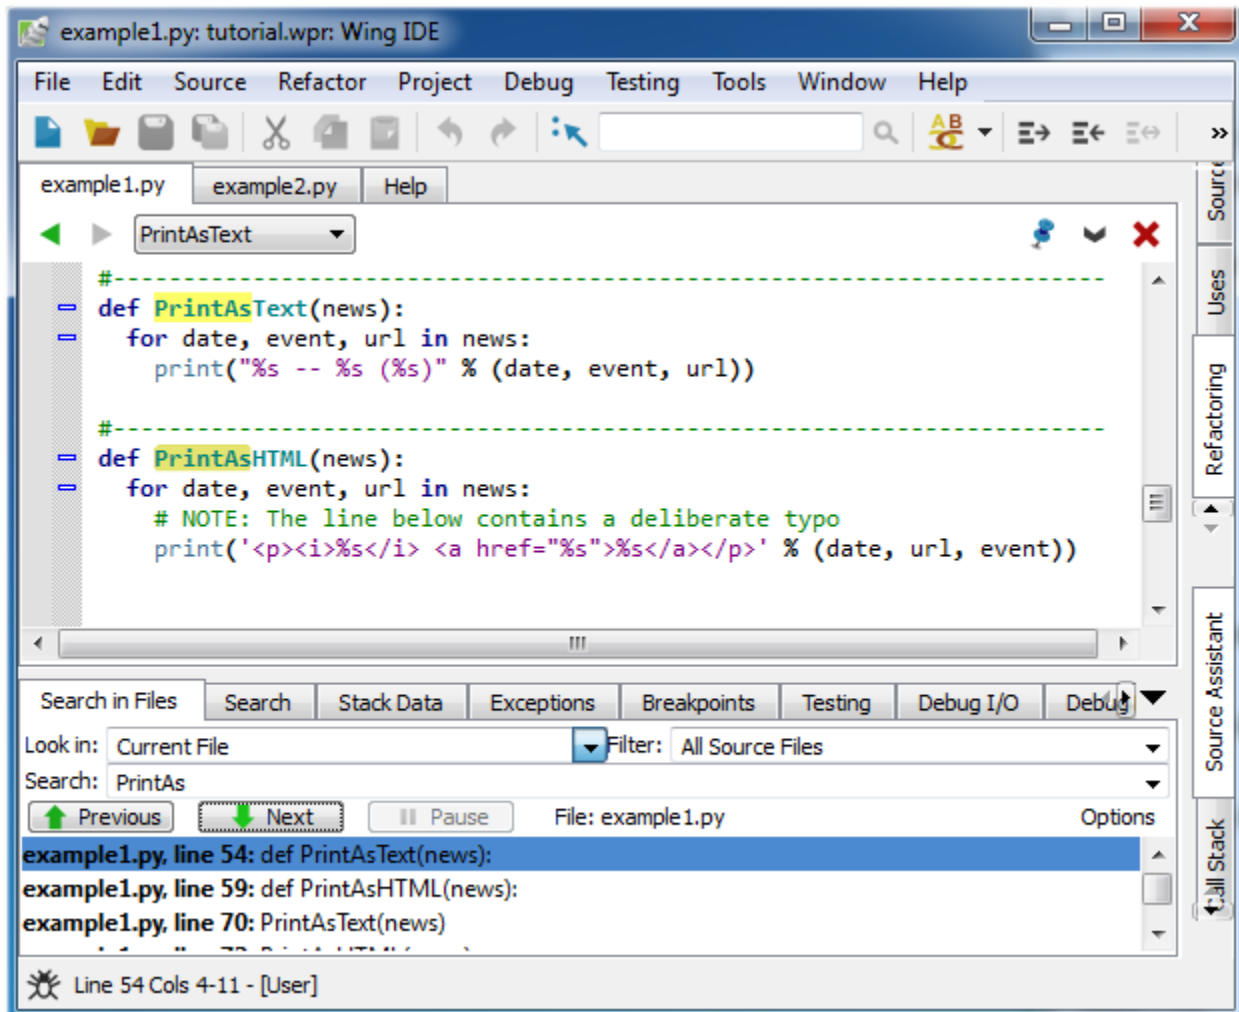 example1.py: tutorial.wpr: Wing IDE
File Edit Source Refactor Project Debug Testing Tools Window Help
example1.py example2.py Help
PrintAsText
#-----------------------------------------------------------------------
def PrintAsText(news):
for date, event, url in news:
print("%s -- %s (%s)" % (date, event, url))
#-----------------------------------------------------------------------
def PrintAsHTML(news):
for date, event, url in news:
# NOTE: The line below contains a deliberate typo
print('<p><i>%s</i> <a href="%s">%s</a></p>' % (date, url, event))
Source
Uses
Refactoring
Source Assistant
Call Stack
Search in Files Search Stack Data Exceptions Breakpoints Testing Debug I/O Debug
Look in: Current File Filter: All Source Files
Search: PrintAs
Previous Next Pause File: example1.py Options
example1.py, line 54: def PrintAsText(news):
example1.py, line 59: def PrintAsHTML(news):
example1.py, line 70: PrintAsText(news)
Line 54 Cols 4-11 - [User]